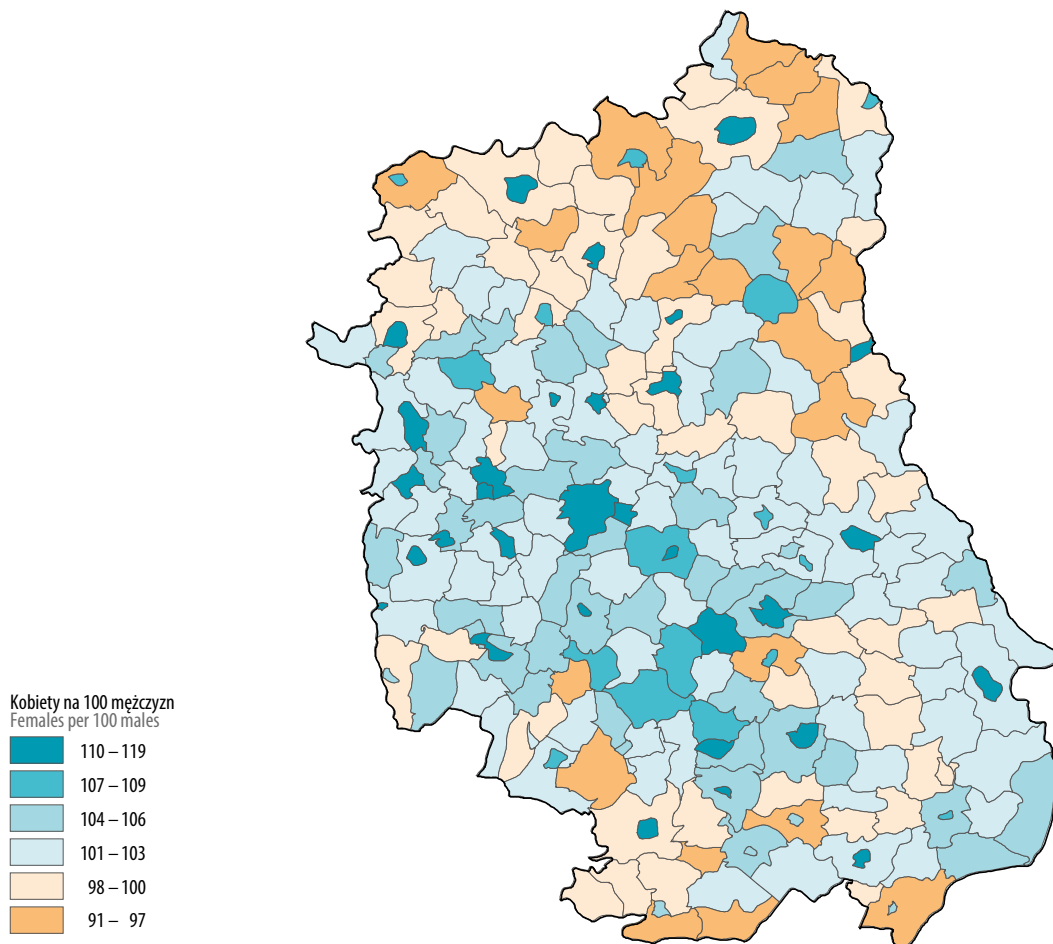 Kobiety na 100 mężczyzn
Females per 100 males
110 – 119
107 – 109
104 – 106
101 – 103
98 – 100
91 – 97